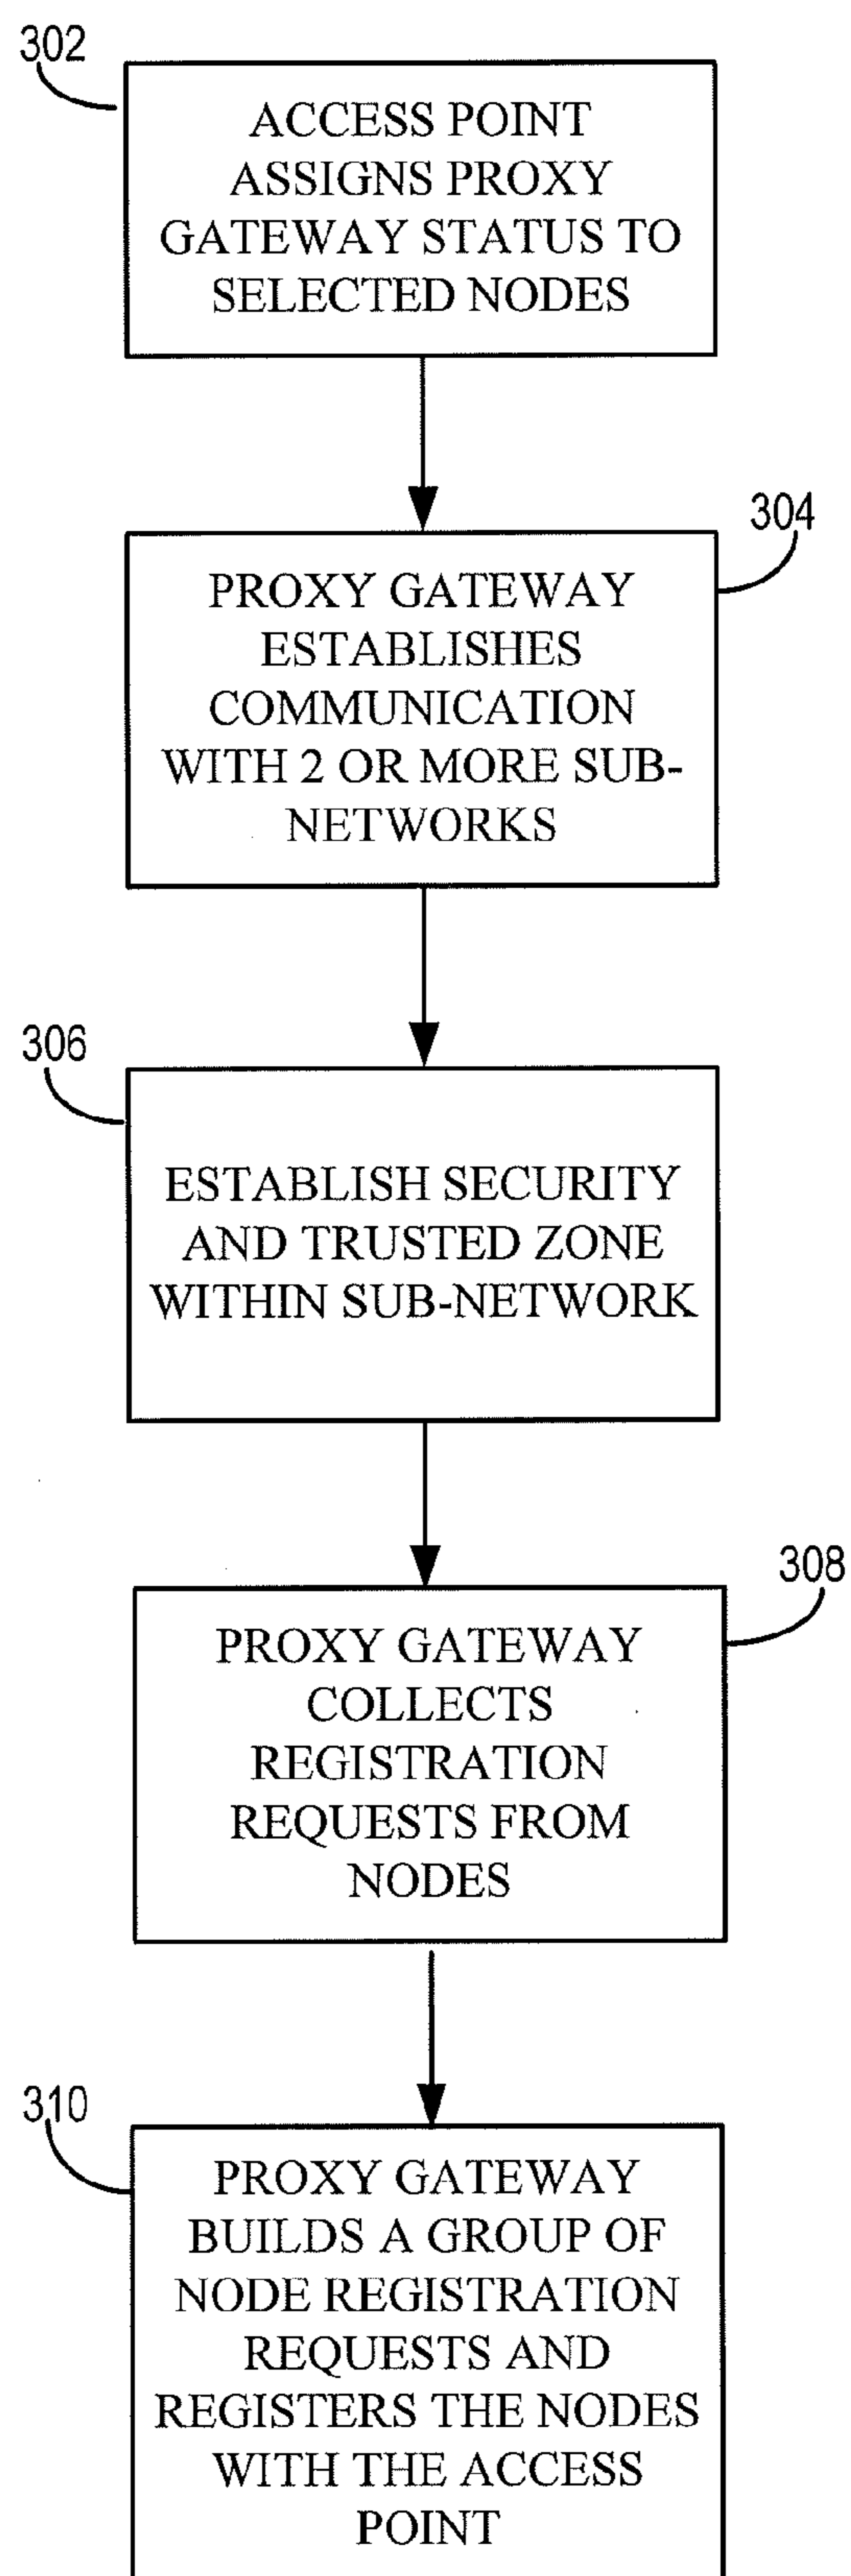 302
ACCESS POINT
ASSIGNS PROXY
GATEWAY STATUS TO
SELECTED NODES
304
PROXY GATEWAY
ESTABLISHES
COMMUNICATION
WITH 2 OR MORE SUB-
NETWORKS
306
ESTABLISH SECURITY
AND TRUSTED ZONE
WITHIN SUB-NETWORK
308
PROXY GATEWAY
COLLECTS
REGISTRATION
REQUESTS FROM
NODES
310
PROXY GATEWAY
BUILDS A GROUP OF
NODE REGISTRATION
REQUESTS AND
REGISTERS THE NODES
WITH THE ACCESS
POINT